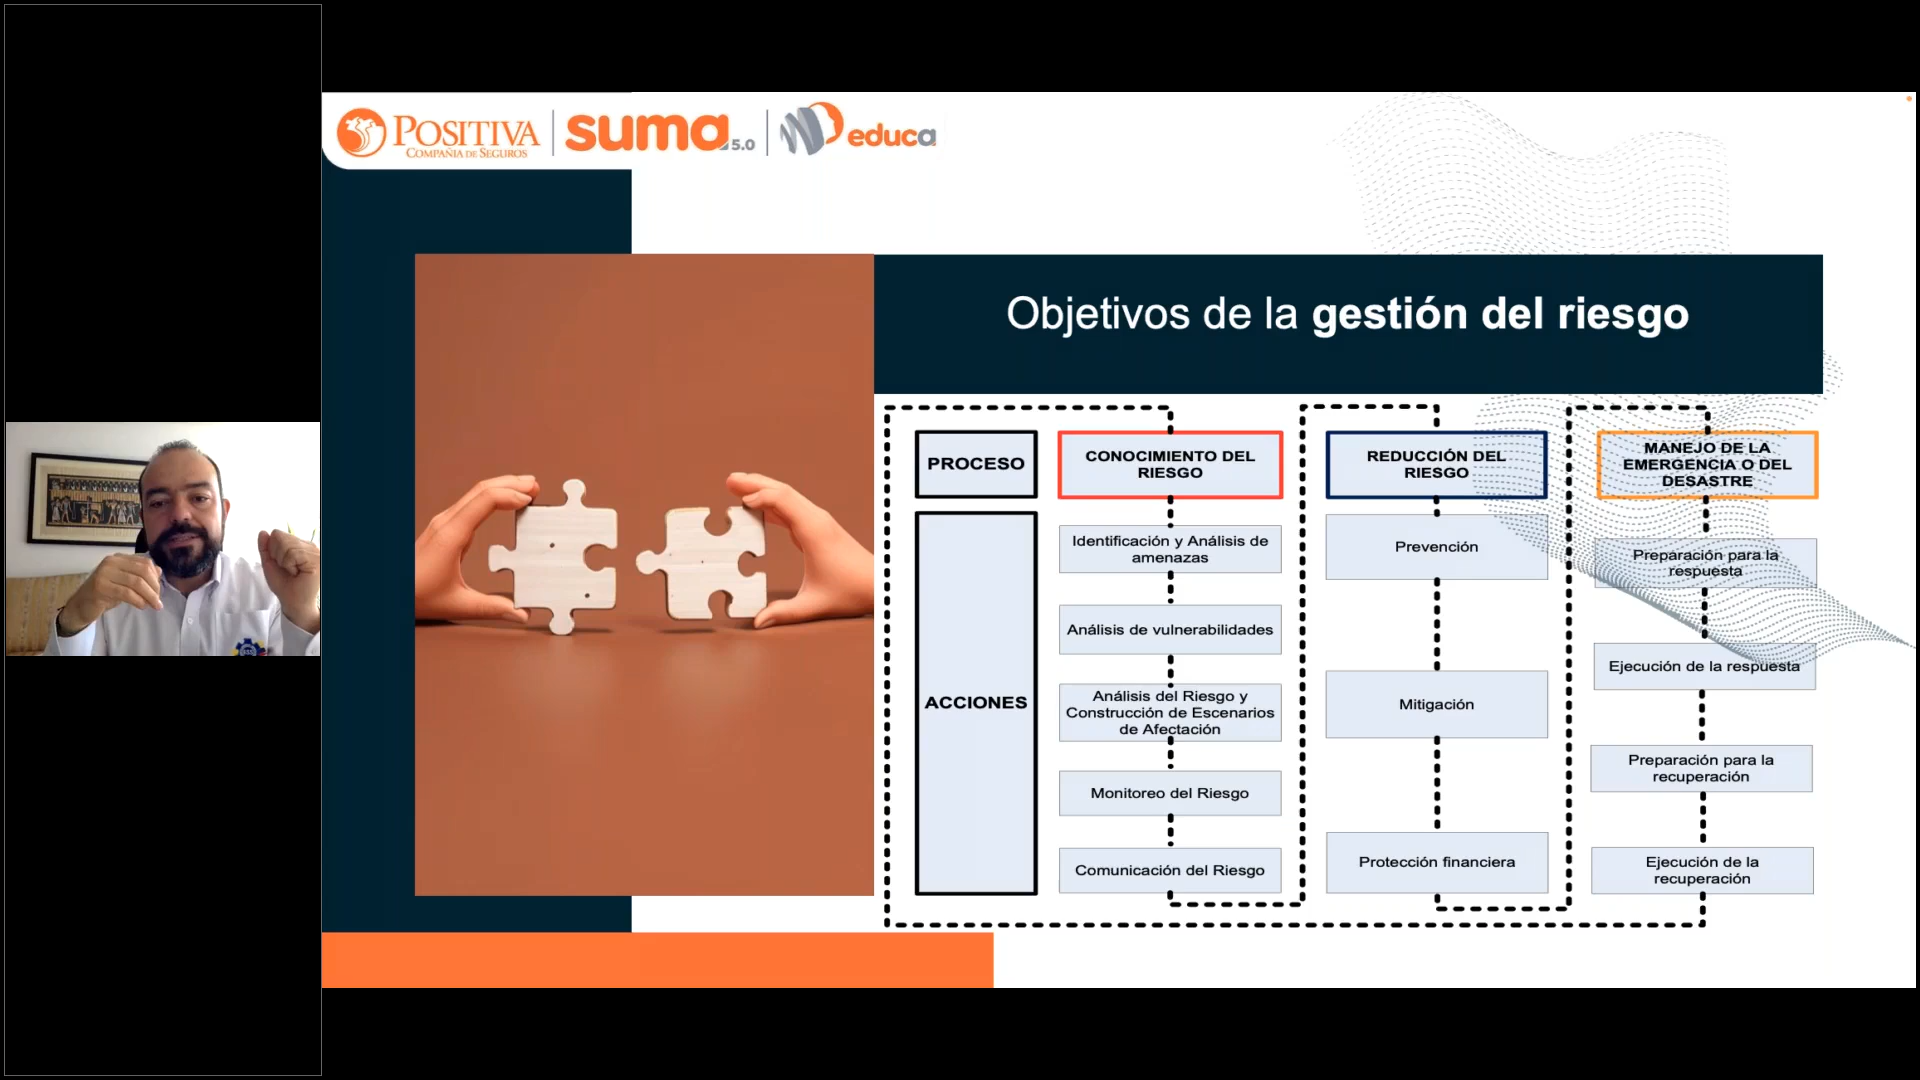 POSITIVA
COMPAÑIA DE SEGUROS
suma 5.0
educa
Objetivos de la gestión del riesgo
PROCESO
CONOCIMIENTO DEL
RIESGO
REDUCCIÓN DEL
RIESGO
MANEJO DE LA
EMERGENCIA O DEL
DESASTRE
ACCIONES
Identificación y Análisis de
amenazas
Análisis de vulnerabilidades
Análisis del Riesgo y
Construcción de Escenarios
de Afectación
Monitoreo del Riesgo
Comunicación del Riesgo
Prevención
Mitigación
Protección financiera
Preparación para la
respuesta
Ejecución de la respuesta
Preparación para la
recuperación
Ejecución de la
recuperación